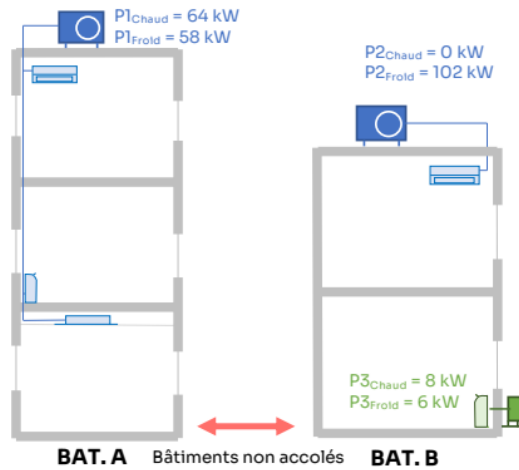 P1Chaud = 64 kW
P1Froid = 58 kW
P2Chaud = 0 kW
P2Froid = 102 kW
P3Chaud = 8 kW
P3Froid = 6 kW
BAT. A Bâtiments non accolés BAT. B